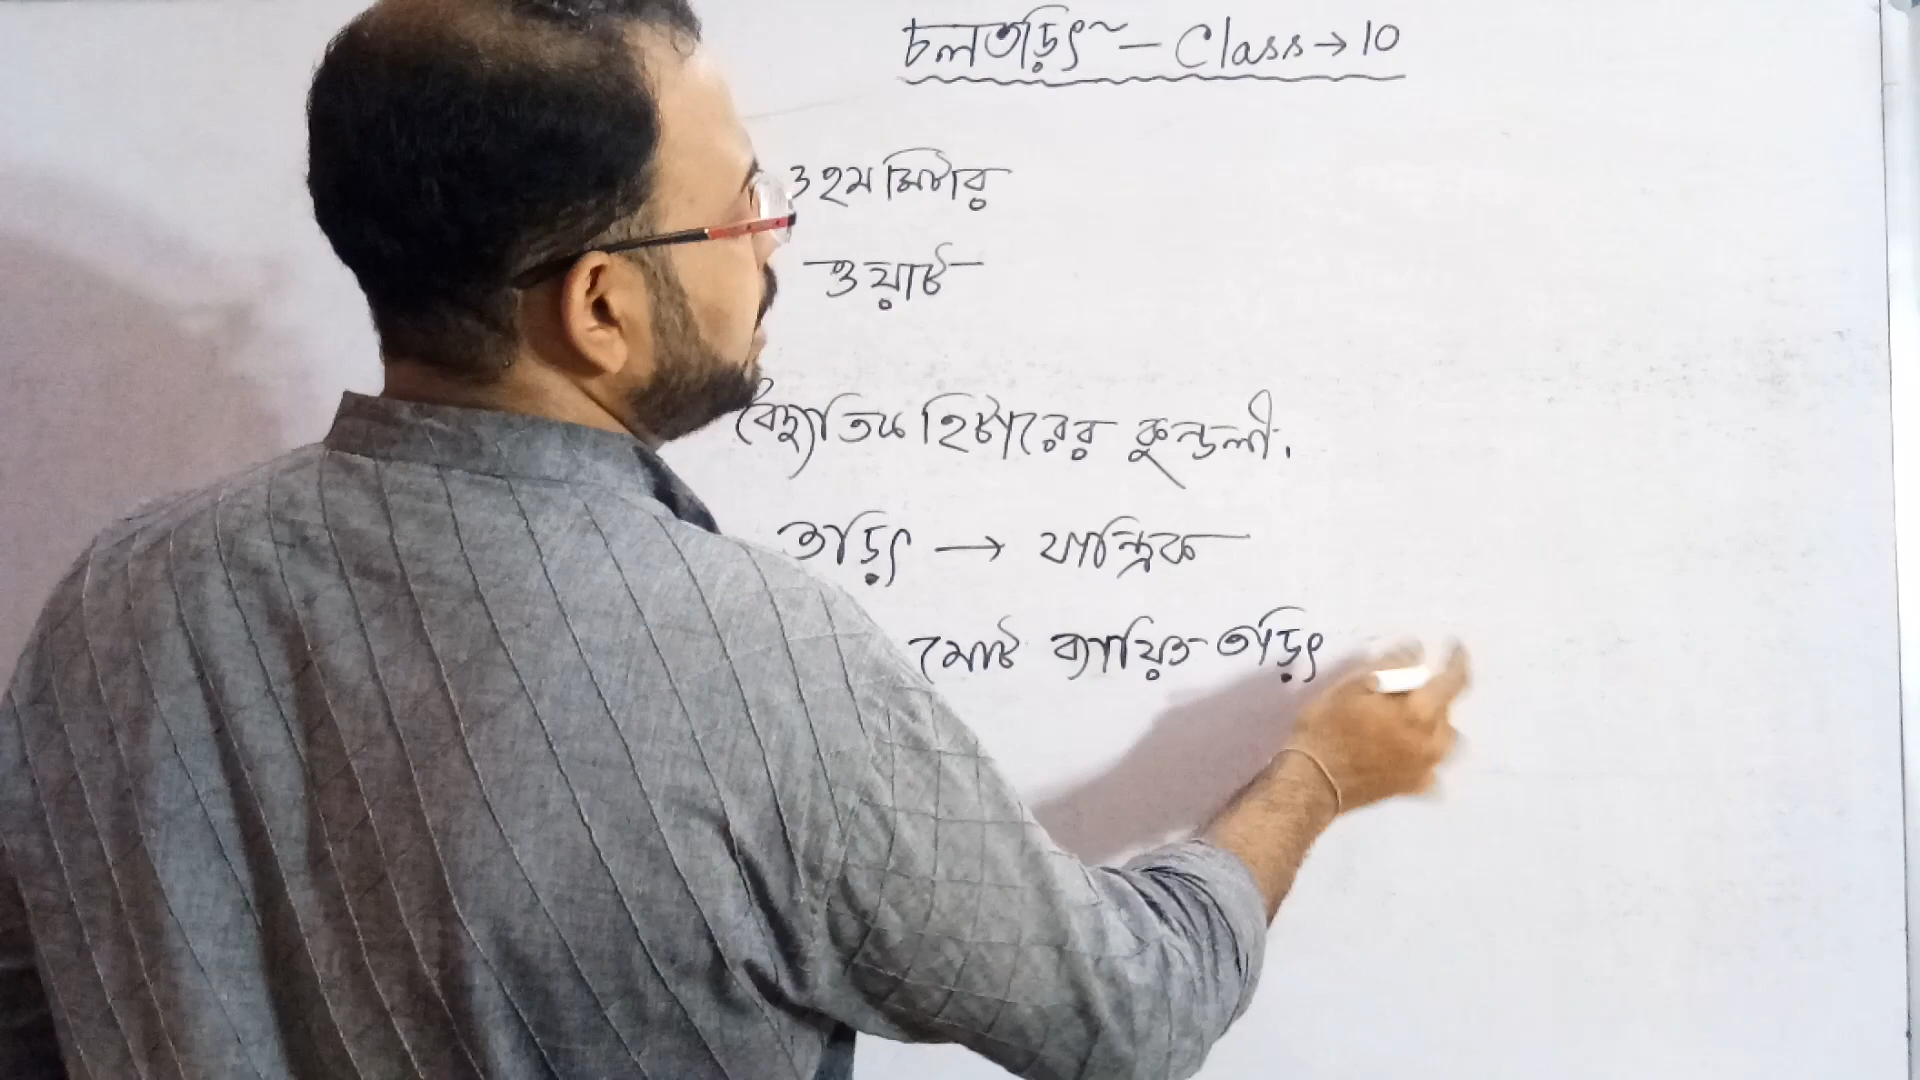 চলতড়িৎ - Class → 10
ওহম মিটার
ওয়াট
বৈদ্যুতিক হিটারের কুন্ডলী.
তড়িৎ → যান্ত্রিক
মোট ব্যয়িত তড়িৎ